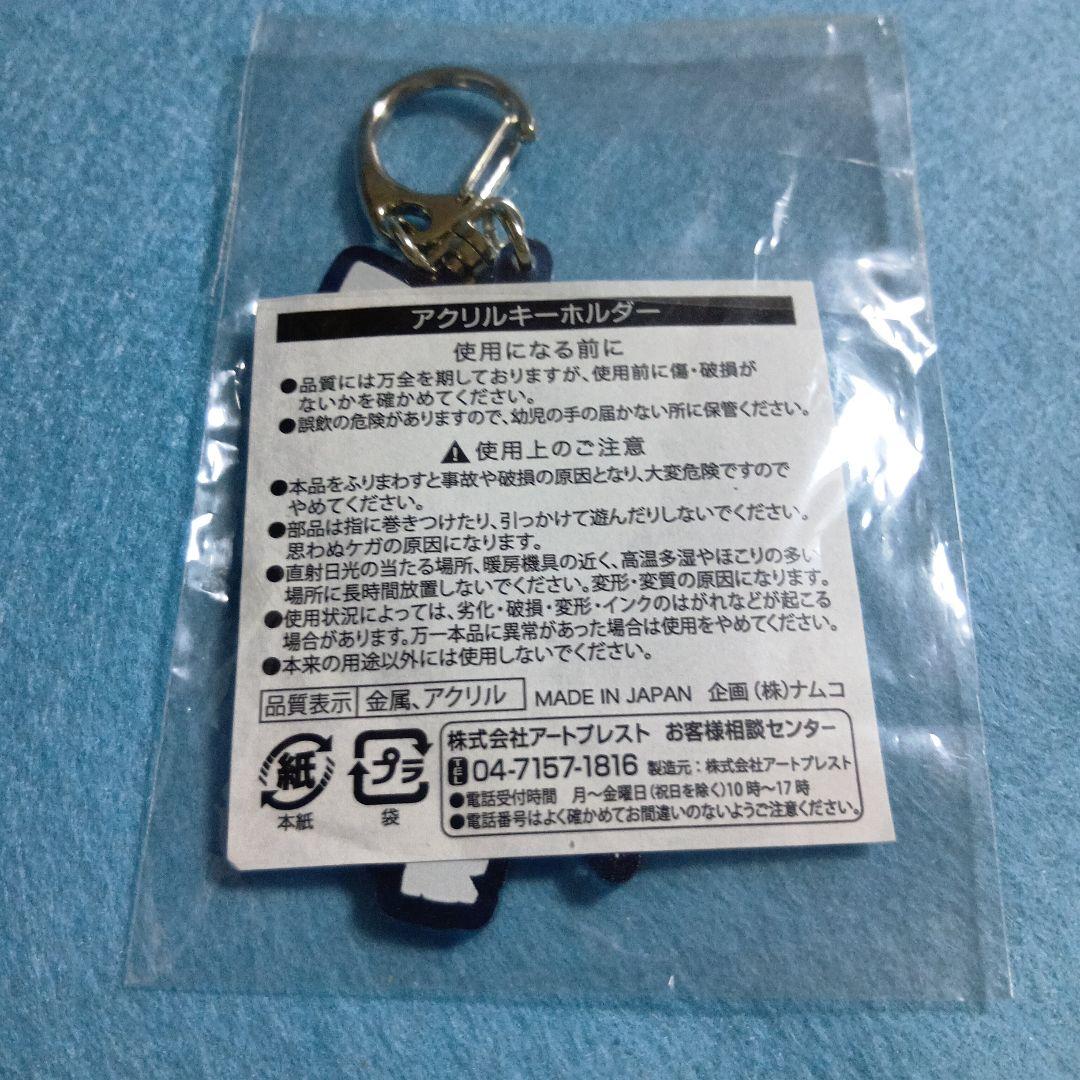 アクリルキーホルダー
使用になる前に
●品質には万全を期しておりますが、使用前に傷・破損が
ないかを確かめてください。
●誤飲の危険がありますので、幼児の手の届かない所に保管ください。
使用上のご注意
●本品をふりまわすと事故や破損の原因となり、大変危険ですので
やめてください。
●部品は指に巻きつけたり、引っかけて遊んだりしないでください。
思わぬケガの原因になります。
●直射日光の当たる場所、暖房機具の近く、高温多湿やほこりの多い
場所に長時間放置しないでください。変形・変質の原因になります。
●使用状況によっては、劣化・破損・変形・インクのはがれなどが起こる
場合があります。万一本品に異常があった場合は使用をやめてください。
●本来の用途以外には使用しないでください。
品質表示 金属、アクリル MADE IN JAPAN 企画(株)ナムコ
紙
本紙
プラ
袋
株式会社アートプレスト お客様相談センター
TEL 04-7157-1816 製造元:株式会社アートプレスト
●電話受付時間 月〜金曜日(祝日を除く)10時〜17時
●電話番号はよく確かめてお間違いのないようご注意ください。